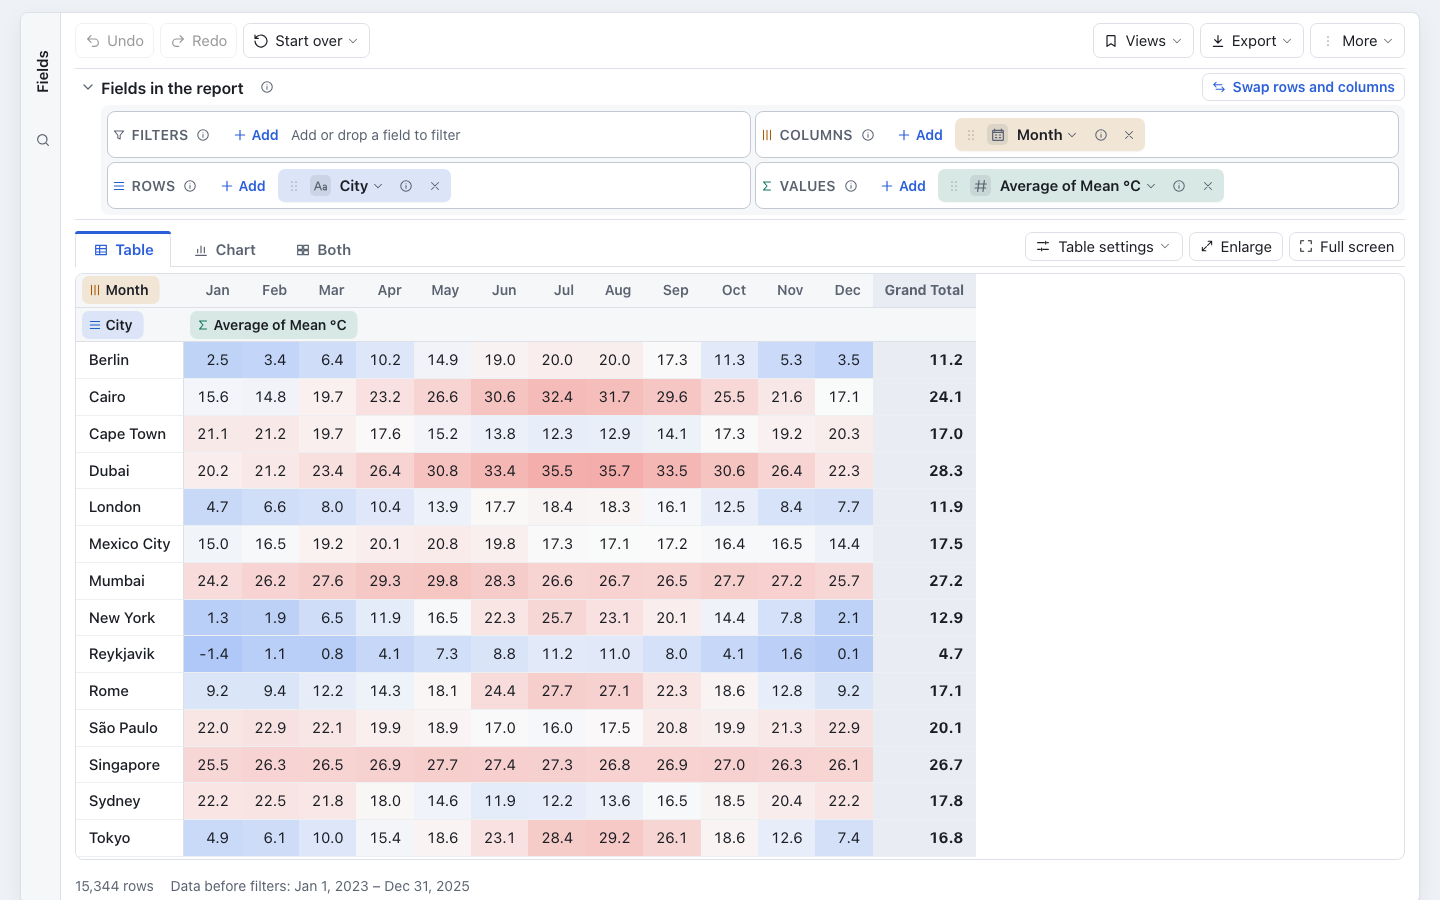 Undo Redo Start over Views Export More
Fields
Fields in the report Swap rows and columns
FILTERS Add Add or drop a field to filter COLUMNS Add Month
ROWS Add Aa City VALUES Add Average of Mean °C
Table Chart Both Table settings Enlarge Full screen
Month Jan Feb Mar Apr May Jun Jul Aug Sep Oct Nov Dec Grand Total
City Σ Average of Mean °C
Berlin 2.5 3.4 6.4 10.2 14.9 19.0 20.0 20.0 17.3 11.3 5.3 3.5 11.2
Cairo 15.6 14.8 19.7 23.2 26.6 30.6 32.4 31.7 29.6 25.5 21.6 17.1 24.1
Cape Town 21.1 21.2 19.7 17.6 15.2 13.8 12.3 12.9 14.1 17.3 19.2 20.3 17.0
Dubai 20.2 21.2 23.4 26.4 30.8 33.4 35.5 35.7 33.5 30.6 26.4 22.3 28.3
London 4.7 6.6 8.0 10.4 13.9 17.7 18.4 18.3 16.1 12.5 8.4 7.7 11.9
Mexico City 15.0 16.5 19.2 20.1 20.8 19.8 17.3 17.1 17.2 16.4 16.5 14.4 17.5
Mumbai 24.2 26.2 27.6 29.3 29.8 28.3 26.6 26.7 26.5 27.7 27.2 25.7 27.2
New York 1.3 1.9 6.5 11.9 16.5 22.3 25.7 23.1 20.1 14.4 7.8 2.1 12.9
Reykjavik -1.4 1.1 0.8 4.1 7.3 8.8 11.2 11.0 8.0 4.1 1.6 0.1 4.7
Rome 9.2 9.4 12.2 14.3 18.1 24.4 27.7 27.1 22.3 18.6 12.8 9.2 17.1
São Paulo 22.0 22.9 22.1 19.9 18.9 17.0 16.0 17.5 20.8 19.9 21.3 22.9 20.1
Singapore 25.5 26.3 26.5 26.9 27.7 27.4 27.3 26.8 26.9 27.0 26.3 26.1 26.7
Sydney 22.2 22.5 21.8 18.0 14.6 11.9 12.2 13.6 16.5 18.5 20.4 22.2 17.8
Tokyo 4.9 6.1 10.0 15.4 18.6 23.1 28.4 29.2 26.1 18.6 12.6 7.4 16.8
15,344 rows Data before filters: Jan 1, 2023 – Dec 31, 2025